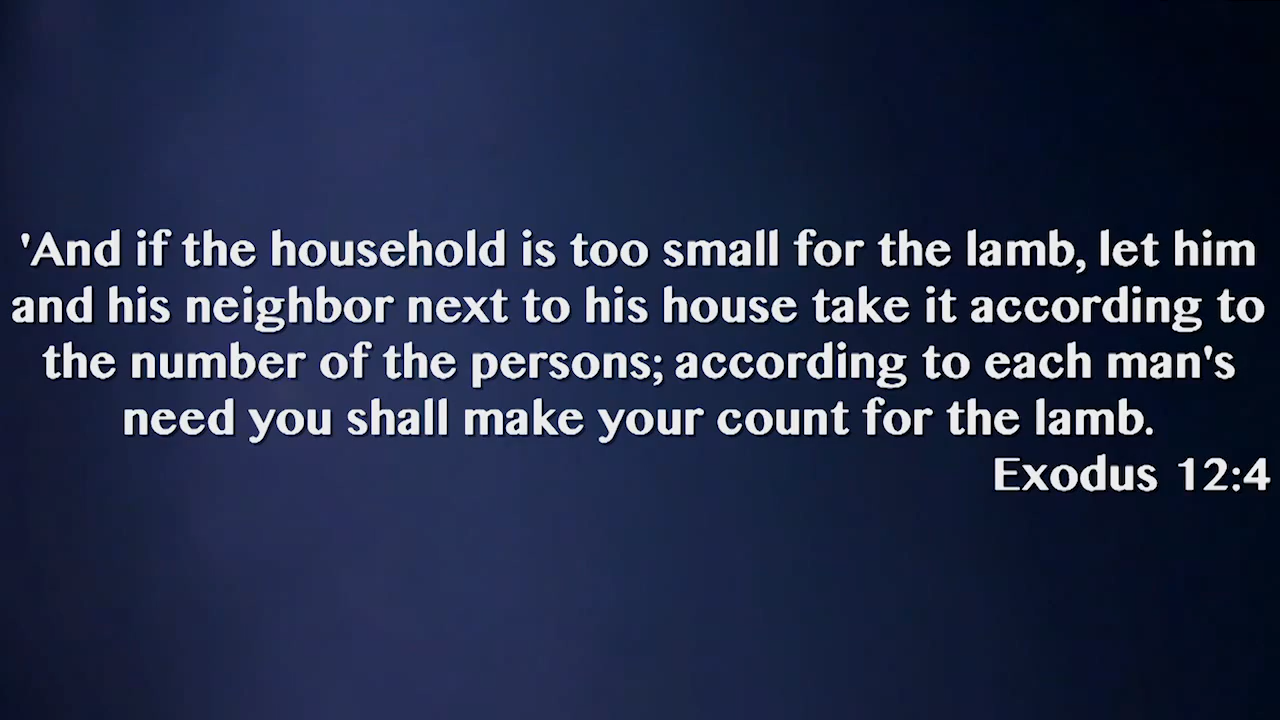 'And if the household is too small for the lamb, let him
and his neighbor next to his house take it according to
the number of the persons; according to each man's
need you shall make your count for the lamb.
Exodus 12:4